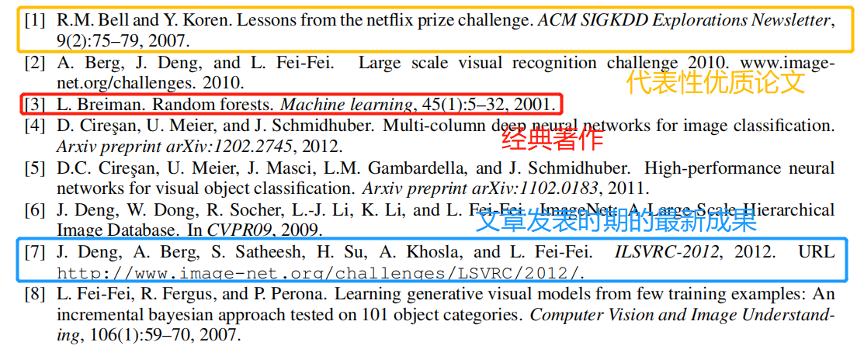 [1] R.M. Bell and Y. Koren. Lessons from the netflix prize challenge. ACM SIGKDD Explorations Newsletter,
9(2):75–79, 2007.
[2] A. Berg, J. Deng, and L. Fei-Fei. Large scale visual recognition challenge 2010. www.image-
net.org/challenges. 2010.
代表性优质论文
[3] L. Breiman. Random forests. Machine learning, 45(1):5–32, 2001.
[4] D. Cireşan, U. Meier, and J. Schmidhuber. Multi-column deep neural networks for image classification.
经典著作
Arxiv preprint arXiv:1202.2745, 2012.
[5] D.C. Cireşan, U. Meier, J. Masci, L.M. Gambardella, and J. Schmidhuber. High-performance neural
networks for visual object classification. Arxiv preprint arXiv:1102.0183, 2011.
[6] J. Deng, W. Dong, R. Socher, L.-J. Li, K. Li, and L. Fei-Fei. ImageNet: A Large-Scale Hierarchical
文章发表时期的最新成果
Image Database. In CVPR09, 2009.
[7] J. Deng, A. Berg, S. Satheesh, H. Su, A. Khosla, and L. Fei-Fei. ILSVRC-2012, 2012. URL
http://www.image-net.org/challenges/LSVRC/2012/.
[8] L. Fei-Fei, R. Fergus, and P. Perona. Learning generative visual models from few training examples: An
incremental bayesian approach tested on 101 object categories. Computer Vision and Image Understand-
ing, 106(1):59–70, 2007.